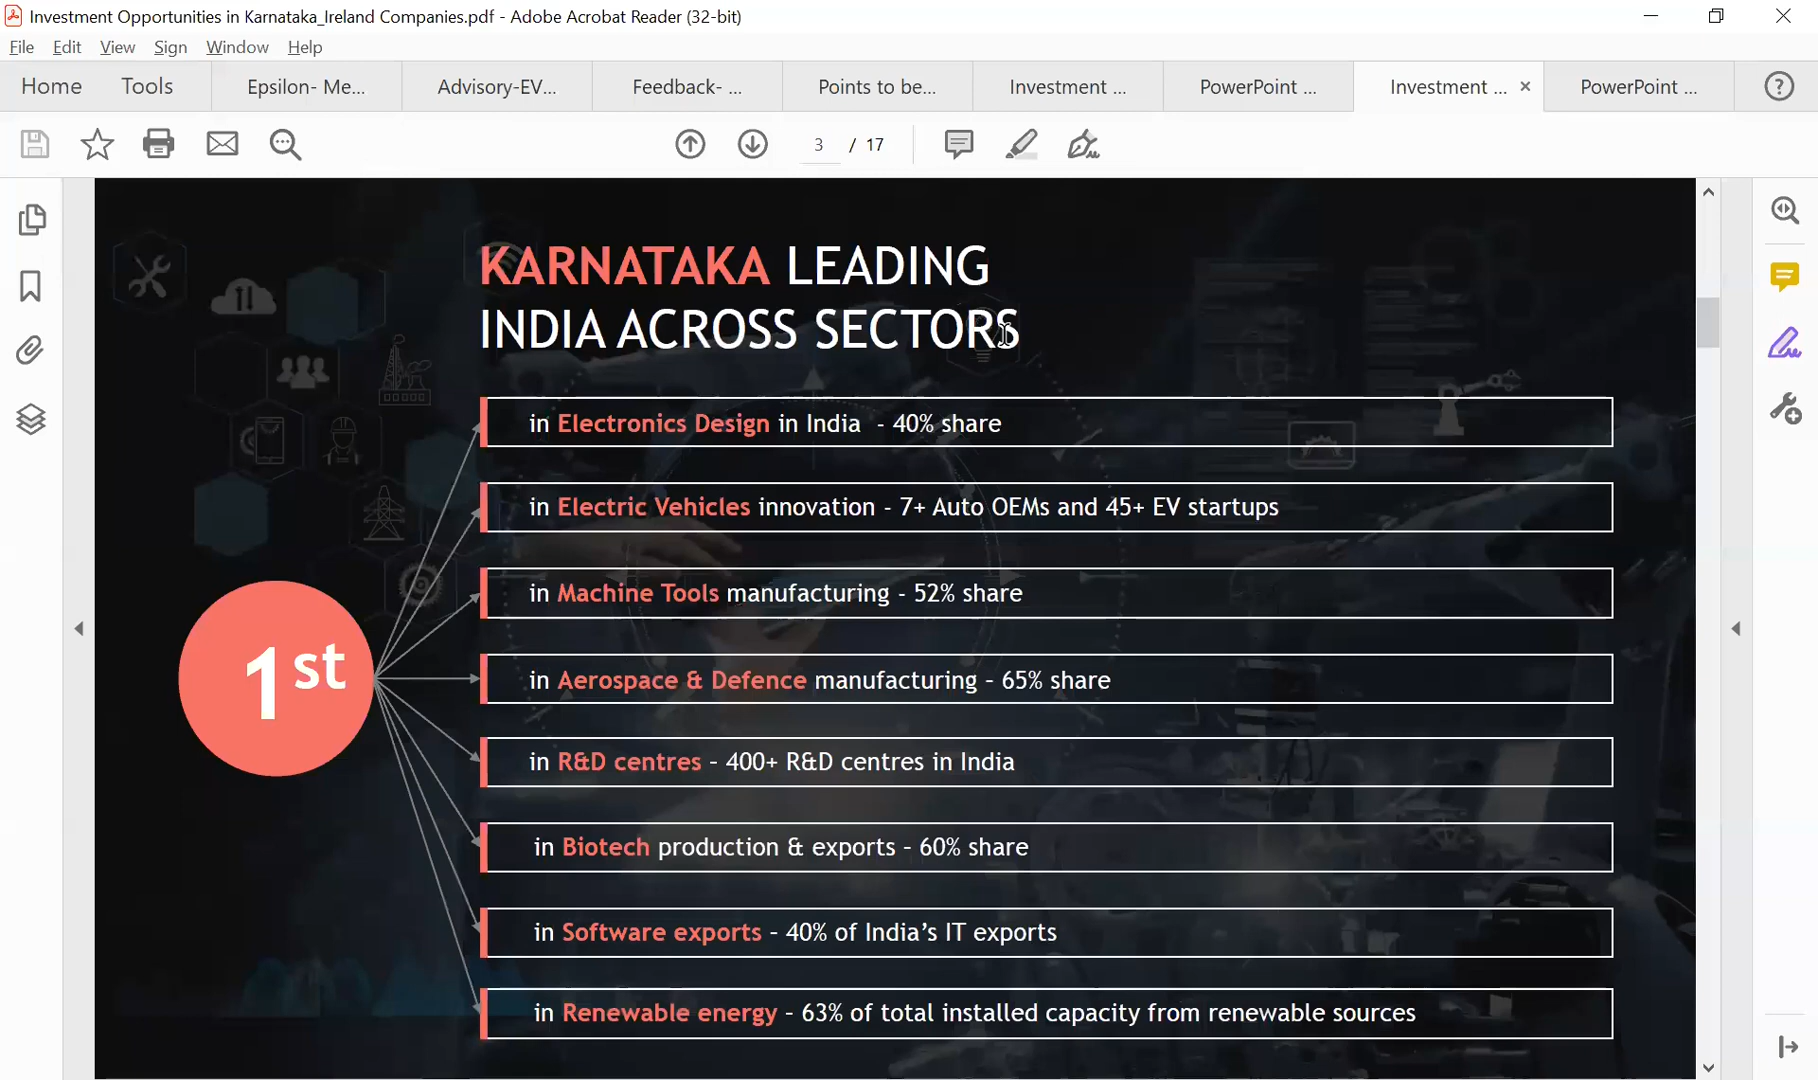 Investment Opportunities in Karnataka_Ireland Companies.pdf - Adobe Acrobat Reader (32-bit)
File Edit View Sign Window Help
Home Tools Epsilon- Me... Advisory-EV... Feedback- ... Points to be... Investment ... PowerPoint ... Investment ... × PowerPoint ... ?
3 / 17
KARNATAKA LEADING
INDIA ACROSS SECTORS
in Electronics Design in India - 40% share
in Electric Vehicles innovation - 7+ Auto OEMs and 45+ EV startups
in Machine Tools manufacturing - 52% share
in Aerospace & Defence manufacturing - 65% share
1st
in R&D centres - 400+ R&D centres in India
in Biotech production & exports - 60% share
in Software exports - 40% of India’s IT exports
in Renewable energy - 63% of total installed capacity from renewable sources